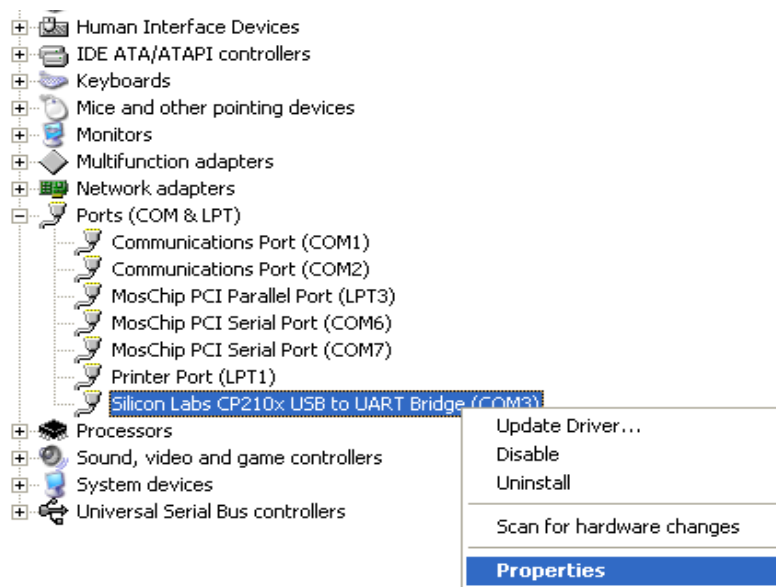 Human Interface Devices
IDE ATA/ATAPI controllers
Keyboards
Mice and other pointing devices
Monitors
Multifunction adapters
Network adapters
Ports (COM & LPT)
Communications Port (COM1)
Communications Port (COM2)
MosChip PCI Parallel Port (LPT3)
MosChip PCI Serial Port (COM6)
MosChip PCI Serial Port (COM7)
Printer Port (LPT1)
Silicon Labs CP210x USB to UART Bridge (COM3)
Processors
Sound, video and game controllers
System devices
Universal Serial Bus controllers
Update Driver...
Disable
Uninstall
Scan for hardware changes
Properties